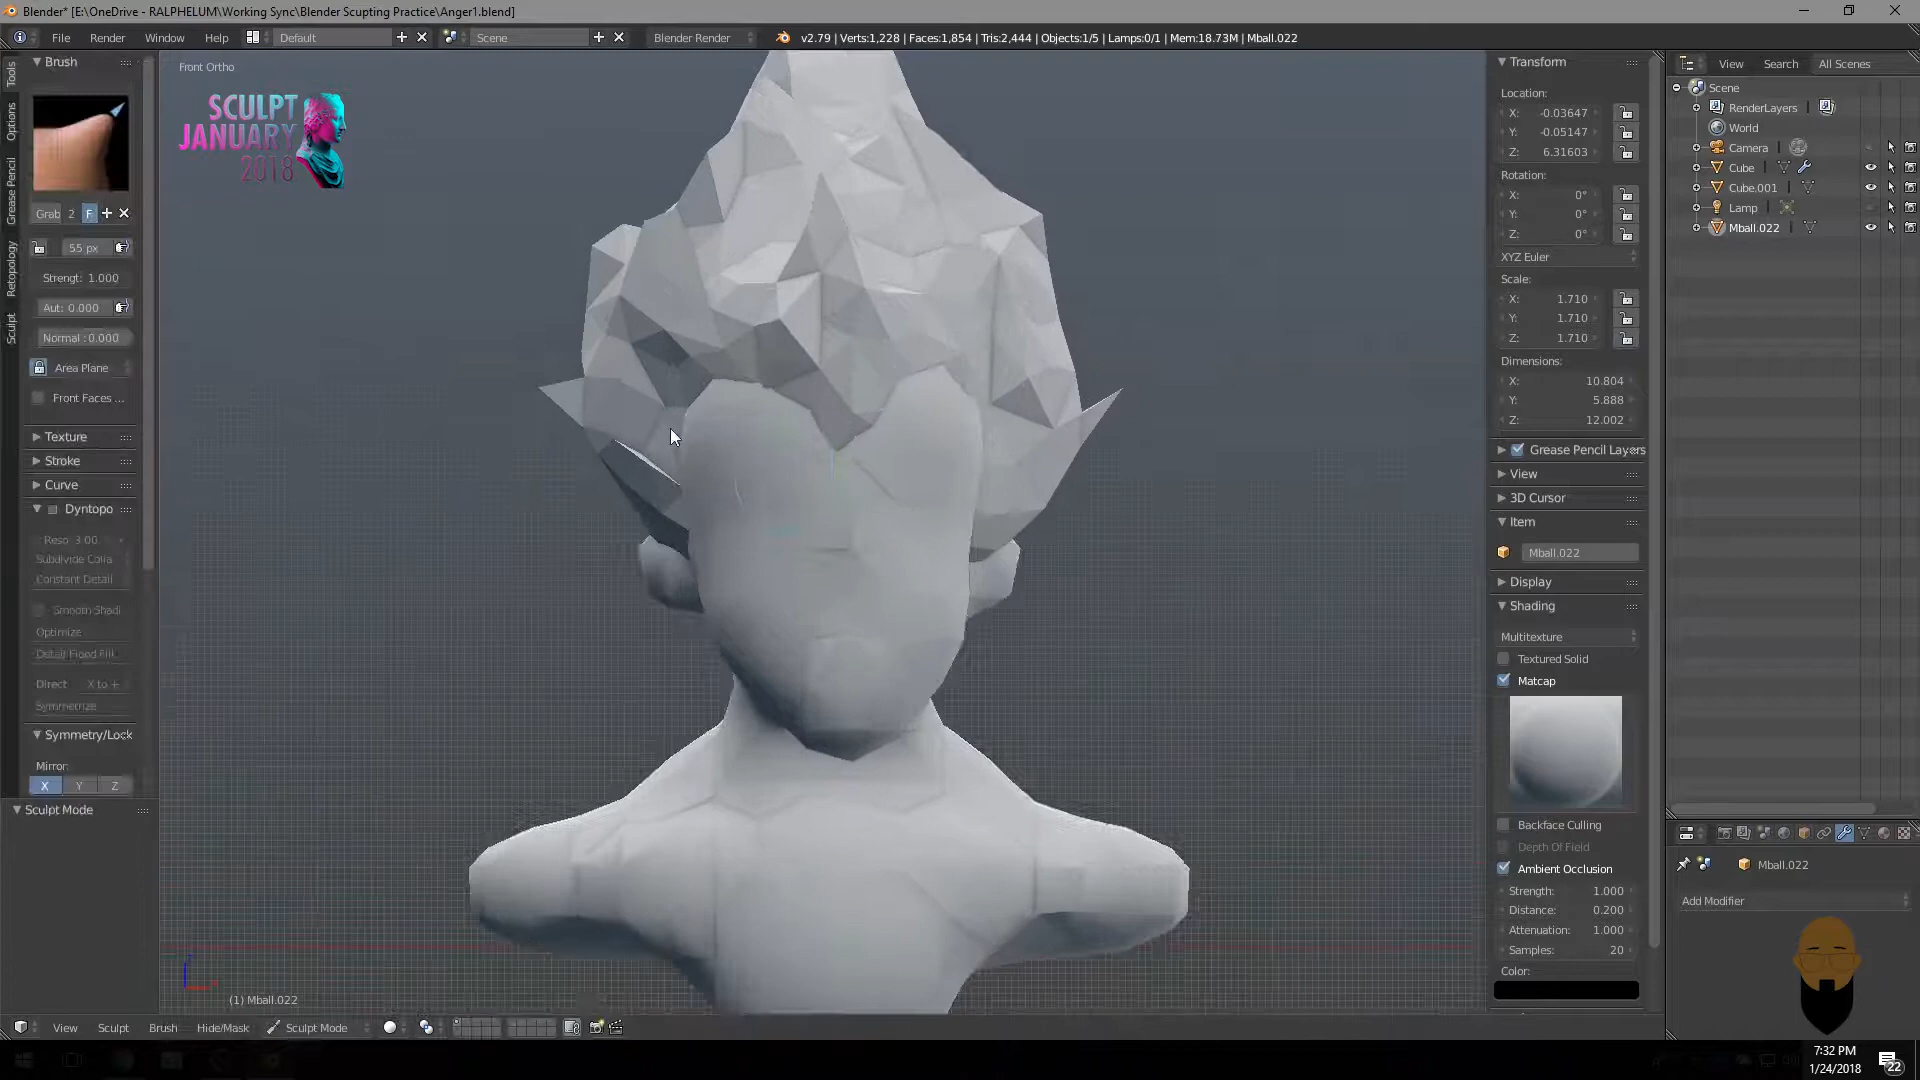 Blender* [E:\OneDrive - RALPHELUM\Working Sync\Blender Scupting Practice\Anger1.blend]
File Render Window Help Default Scene Blender Render v2.79 | Verts:1,228 | Faces:1,854 | Tris:2,444 | Objects:1/5 | Lamps:0/1 | Mem:18.73M | Mball.022
Tools
Options
Grease Pencil
Retopology
Sculpt
Brush
Grab 2 F
55 px
Strengt: 1.000
Aut: 0.000
Normal: 0.000
Area Plane
Front Faces ...
Texture
Stroke
Curve
Dyntopo
Reso 3.00
Subdivide Colla
Constant Detail
Smooth Shadi
Optimize
Detail Flood Fill
Direct X to +
Symmetrize
Symmetry/Lock
Mirror:
X Y Z
Sculpt Mode
Front Ortho
SCULPT
JANUARY
2018
(1) Mball.022
View Sculpt Brush Hide/Mask Sculpt Mode
Transform
Location:
X: -0.03647
Y: -0.05147
Z: 6.31603
Rotation:
X: 0°
Y: 0°
Z: 0°
XYZ Euler
Scale:
X: 1.710
Y: 1.710
Z: 1.710
Dimensions:
X: 10.804
Y: 5.888
Z: 12.002
Grease Pencil Layers
View
3D Cursor
Item
Mball.022
Display
Shading
Multitexture
Textured Solid
Matcap
Backface Culling
Depth Of Field
Ambient Occlusion
Strength: 1.000
Distance: 0.200
Attenuation: 1.000
Samples: 20
Color:
View Search All Scenes
Scene
RenderLayers
World
Camera
Cube
Cube.001
Lamp
Mball.022
Mball.022
Add Modifier
7:32 PM
1/24/2018
22